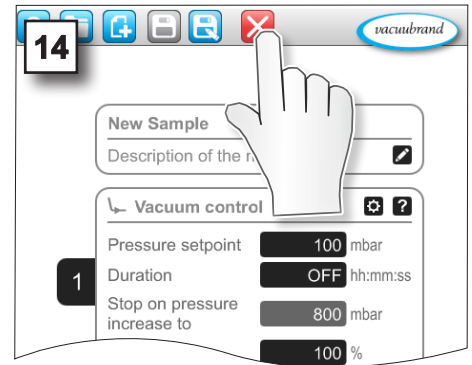 14
vacuubrand
New Sample
Description of the
Vacuum control
?
Pressure setpoint 100 mbar
1
Duration OFF hh:mm:ss
Stop on pressure
increase to
800 mbar
100 %